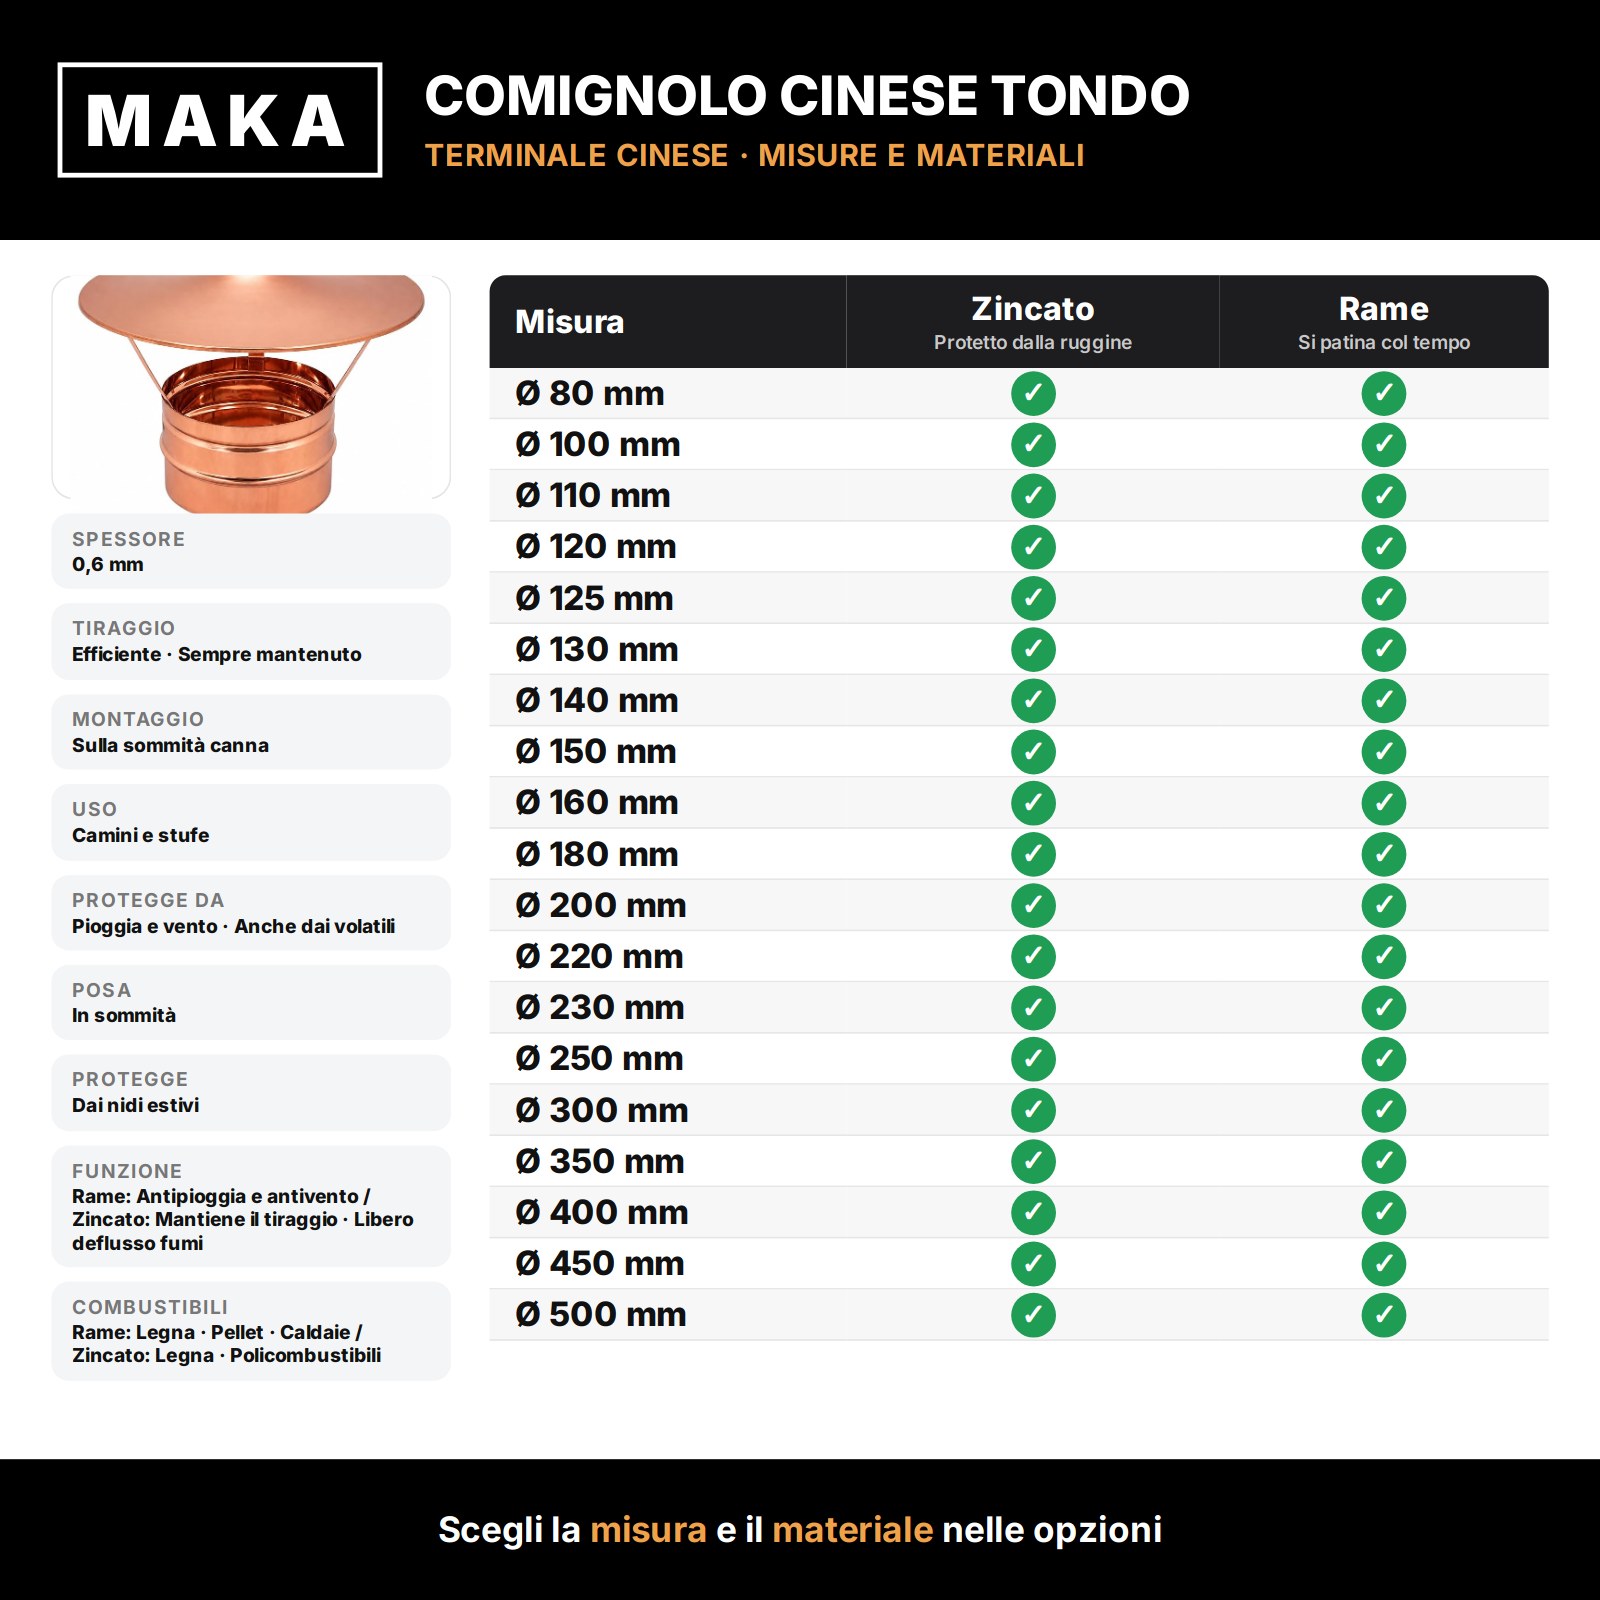 MAKA
COMIGNOLO CINESE TONDO
TERMINALE CINESE · MISURE E MATERIALI
SPESSORE
0,6 mm
TIRAGGIO
Efficiente · Sempre mantenuto
MONTAGGIO
Sulla sommità canna
USO
Camini e stufe
PROTEGGE DA
Pioggia e vento · Anche dai volatili
POSA
In sommità
PROTEGGE
Dai nidi estivi
FUNZIONE
Rame: Antipioggia e antivento /
Zincato: Mantiene il tiraggio · Libero
deflusso fumi
COMBUSTIBILI
Rame: Legna · Pellet · Caldaie /
Zincato: Legna · Policombustibili
Misura Zincato Rame
Protetto dalla ruggine Si patina col tempo
Ø 80 mm ✓ ✓
Ø 100 mm ✓ ✓
Ø 110 mm ✓ ✓
Ø 120 mm ✓ ✓
Ø 125 mm ✓ ✓
Ø 130 mm ✓ ✓
Ø 140 mm ✓ ✓
Ø 150 mm ✓ ✓
Ø 160 mm ✓ ✓
Ø 180 mm ✓ ✓
Ø 200 mm ✓ ✓
Ø 220 mm ✓ ✓
Ø 230 mm ✓ ✓
Ø 250 mm ✓ ✓
Ø 300 mm ✓ ✓
Ø 350 mm ✓ ✓
Ø 400 mm ✓ ✓
Ø 450 mm ✓ ✓
Ø 500 mm ✓ ✓
Scegli la misura e il materiale nelle opzioni